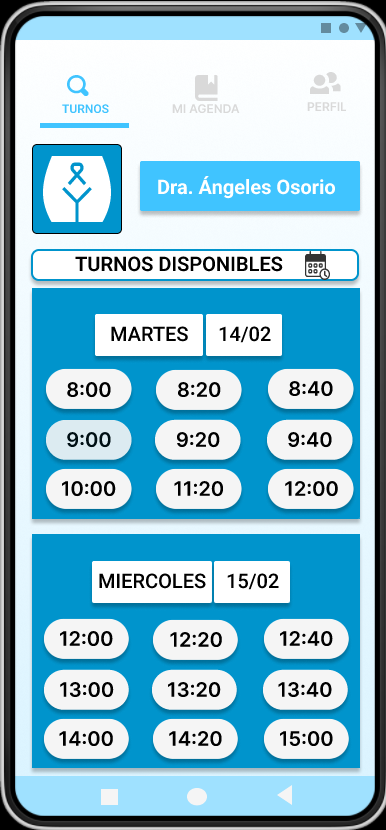 TURNOS MI AGENDA PERFIL
Dra. Ángeles Osorio
TURNOS DISPONIBLES
MARTES 14/02
8:00 8:20 8:40
9:00 9:20 9:40
10:00 11:20 12:00
MIERCOLES 15/02
12:00 12:20 12:40
13:00 13:20 13:40
14:00 14:20 15:00